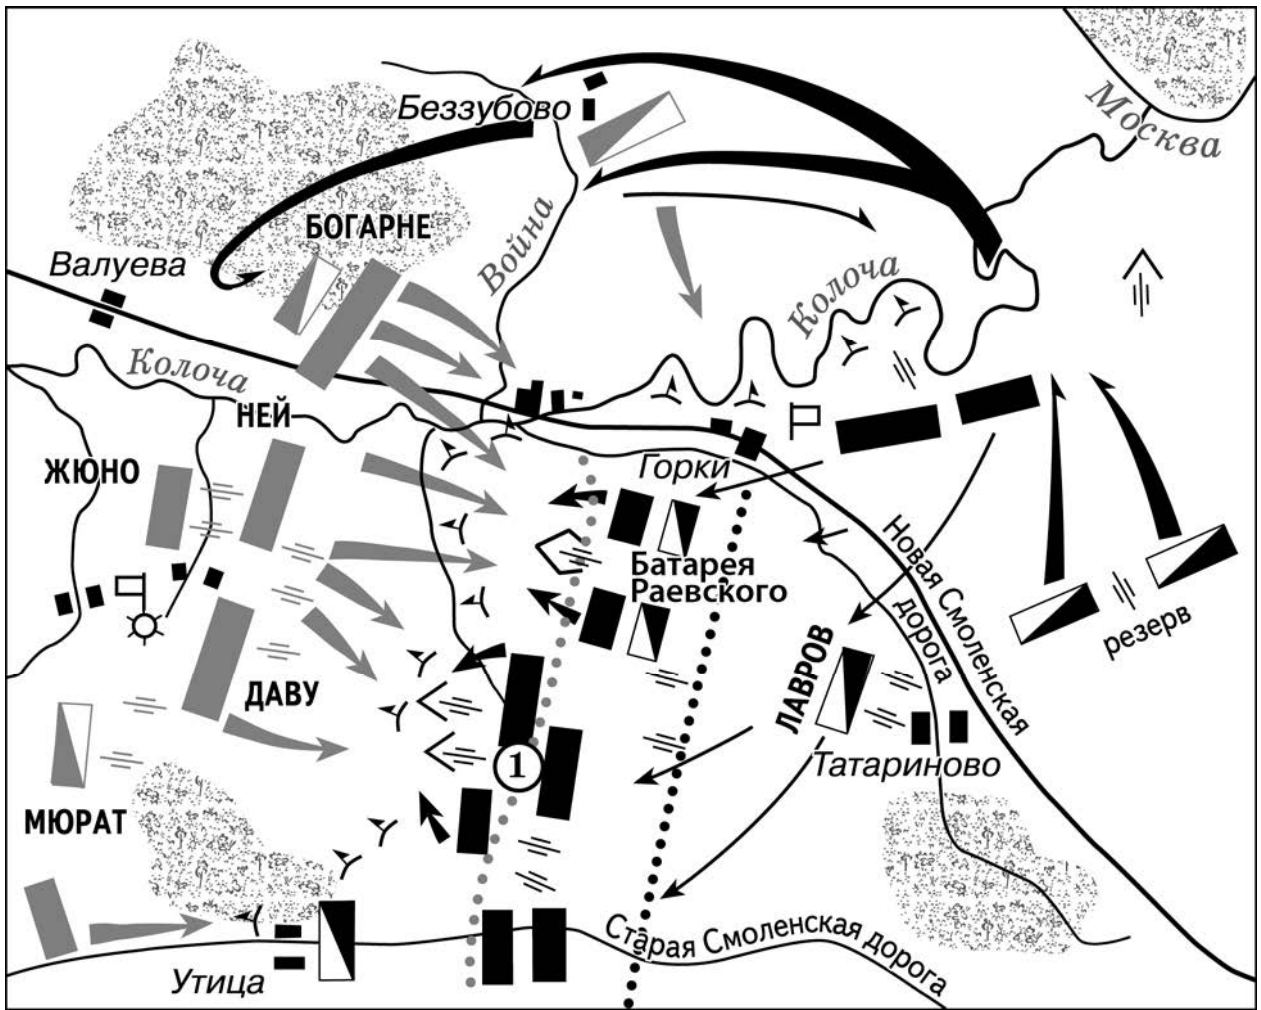 Москва
Беззубово
БОГАРНЕ
Война
Валуева
Колоча
Колоча
НЕЙ
Горки
ЖЮНО
Новая Смоленская
дорога
Батарея
Раевского
резерв
ЛАВРОВ
ДАВУ
1
Татариново
МЮРАТ
Старая Смоленская дорога
Утица